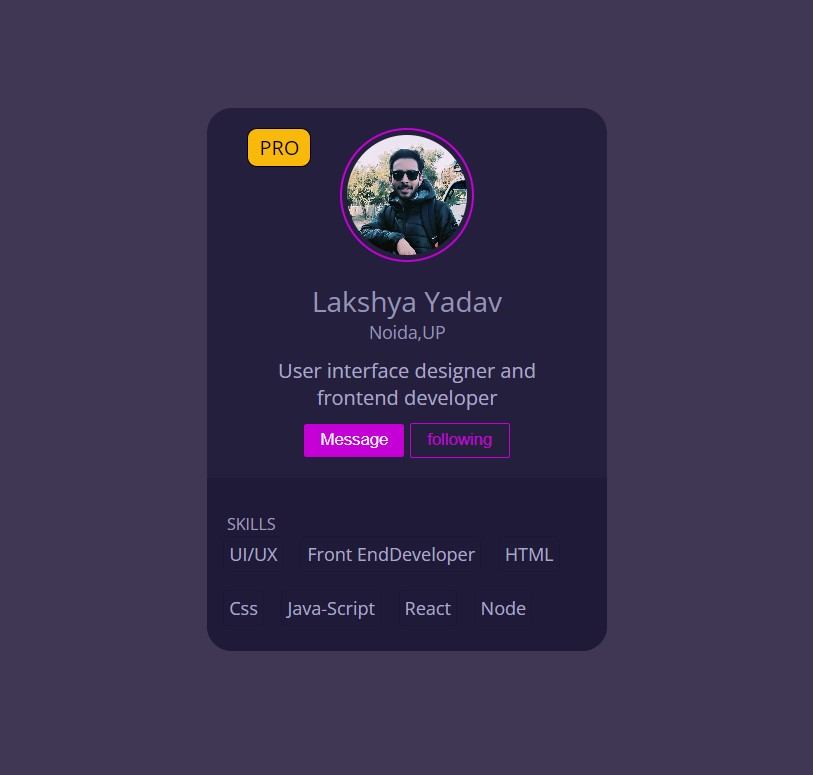 PRO
Lakshya Yadav
Noida,UP
User interface designer and
frontend developer
Message following
SKILLS
UI/UX Front EndDeveloper HTML
Css Java-Script React Node